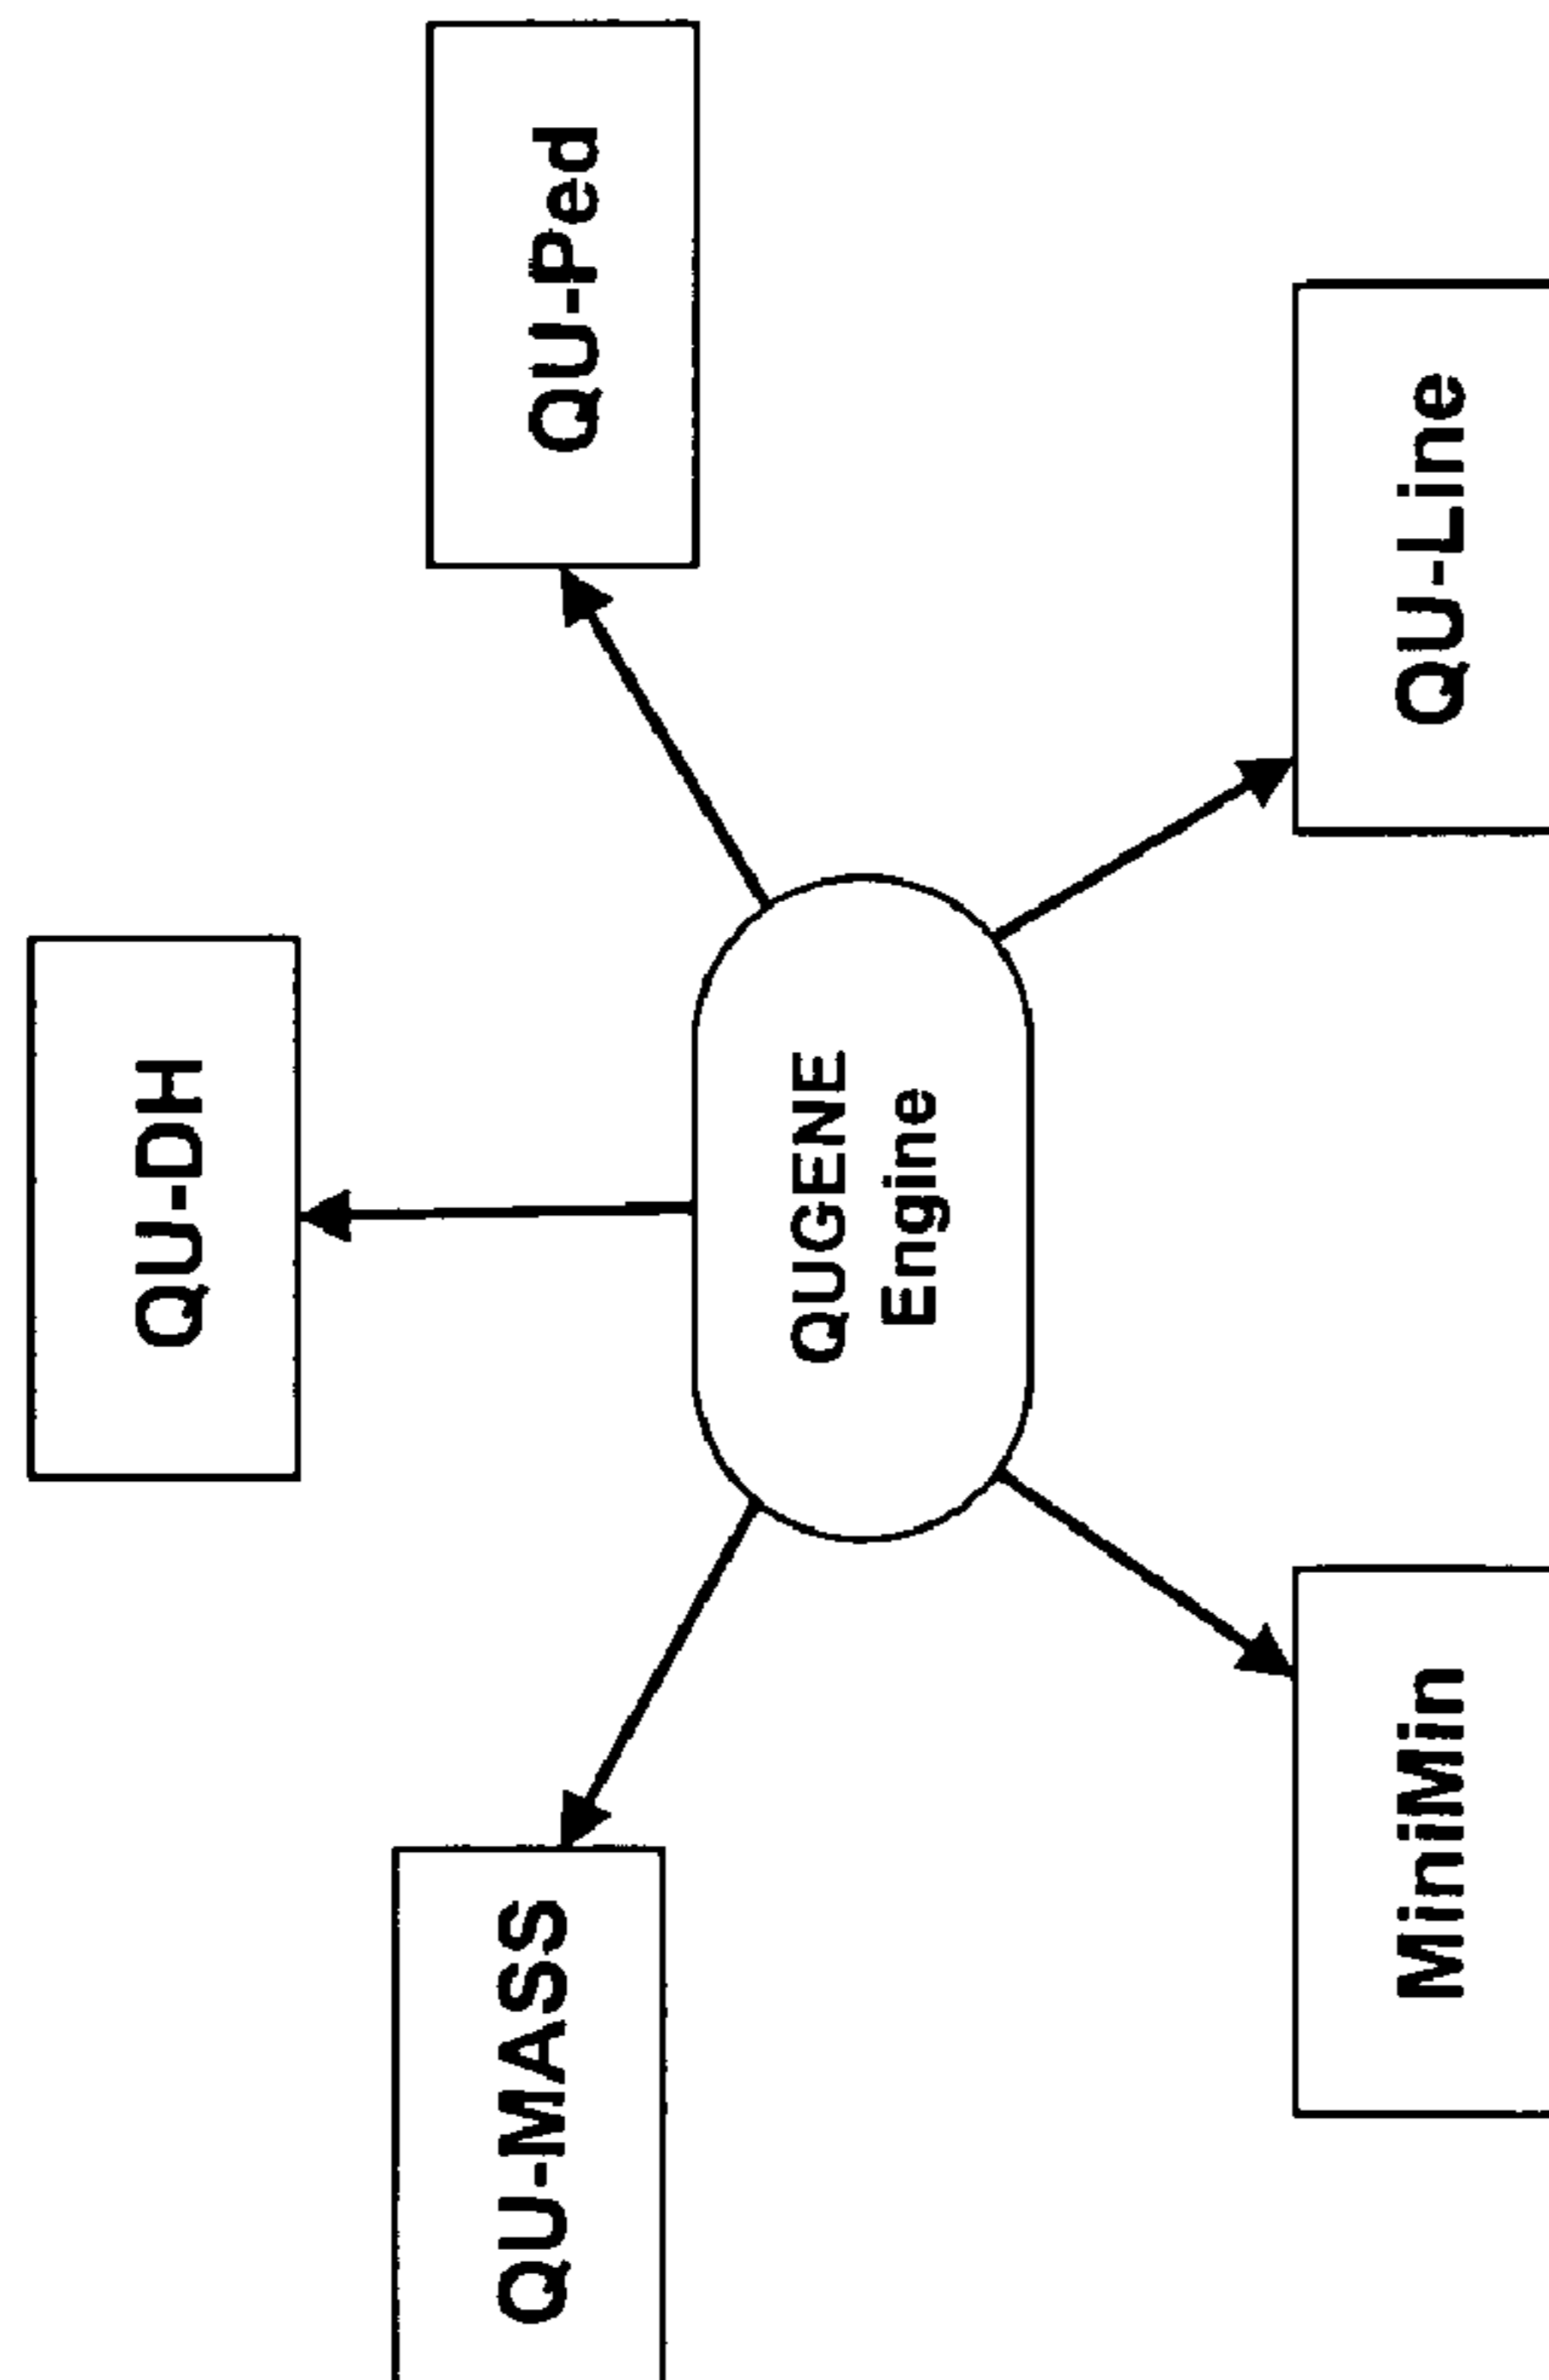 QU-DH
QU-MASS
QU-Ped
QUGENE
Engine
MiniMin
QU-Line